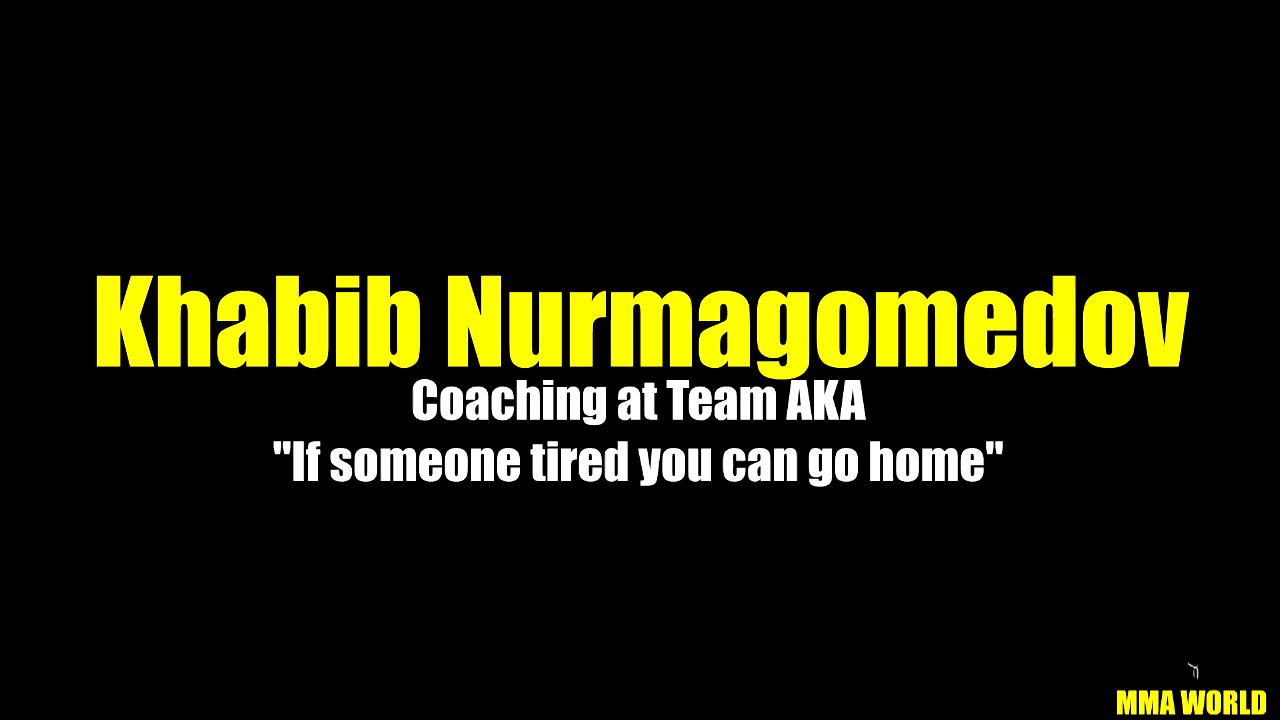 Khabib Nurmagomedov
Coaching at Team AKA
"If someone tired you can go home"
MMA WORLD